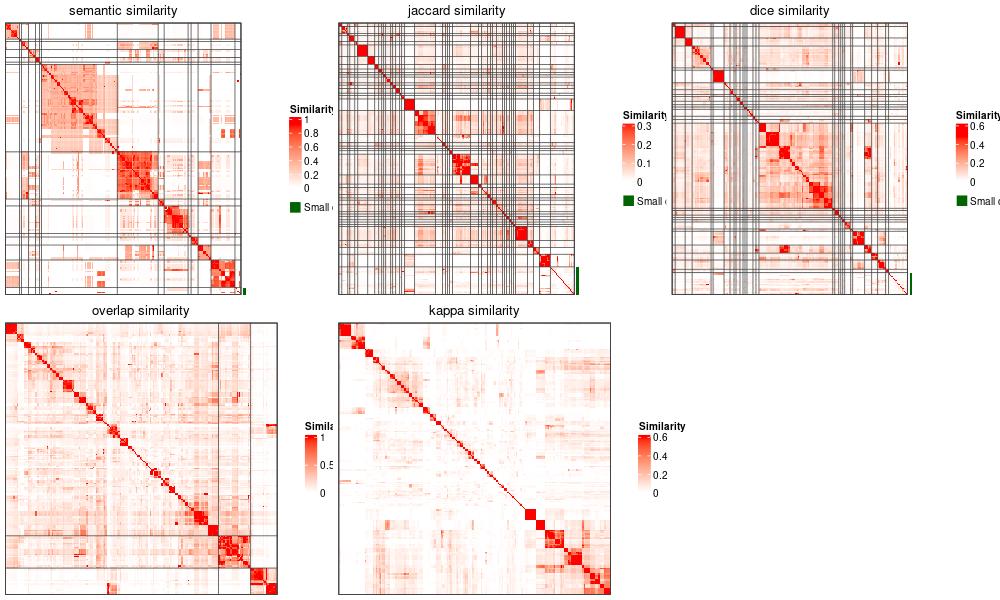 semantic similarity
Similarity
1
0.8
0.6
0.4
0.2
0
Small
jaccard similarity
Similarity
0.3
0.2
0.1
0
Small
dice similarity
Similarity
0.6
0.4
0.2
0
Small
overlap similarity
Simila
1
0.5
0
kappa similarity
Similarity
0.6
0.4
0.2
0